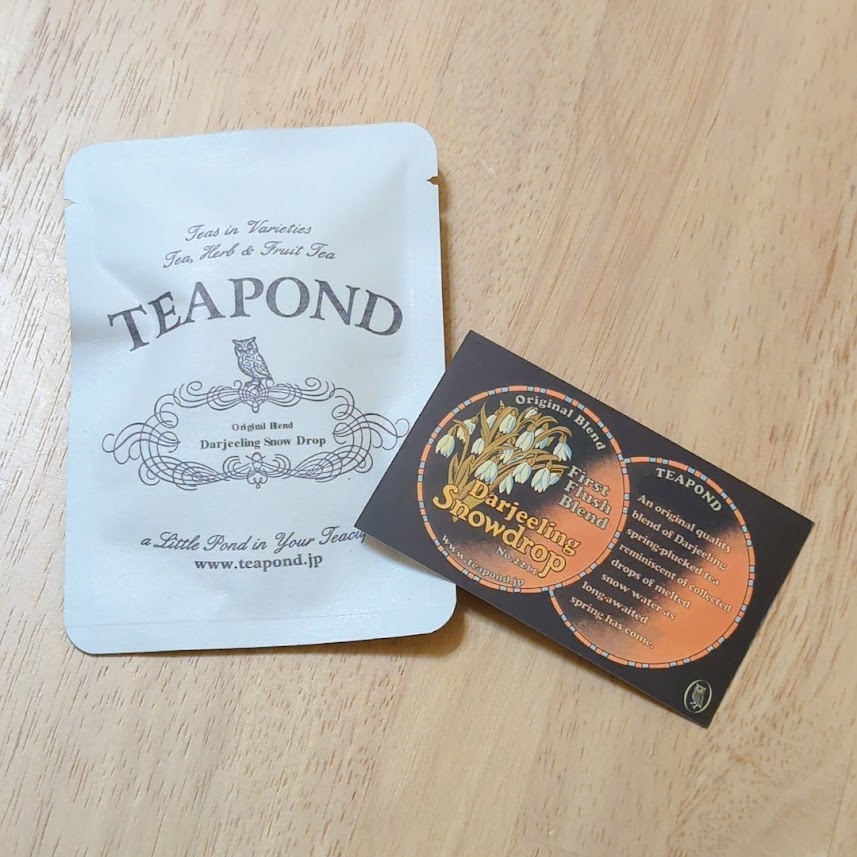 Teas in Varieties
Tea, Herb & Fruit Tea
TEAPOND
Original Blend
Darjeeling Snow Drop
a Little Pond in Your
www.teapond.jp
Original Blend
First
Flush
Blend
Darjeeling
Snowdrop
www.teapond.jp
TEAPOND
An original quality
blend of Darjeeling
spring-plucked tea
reminiscent of collected
drops of melted
snow water as
long-awaited
spring has come.